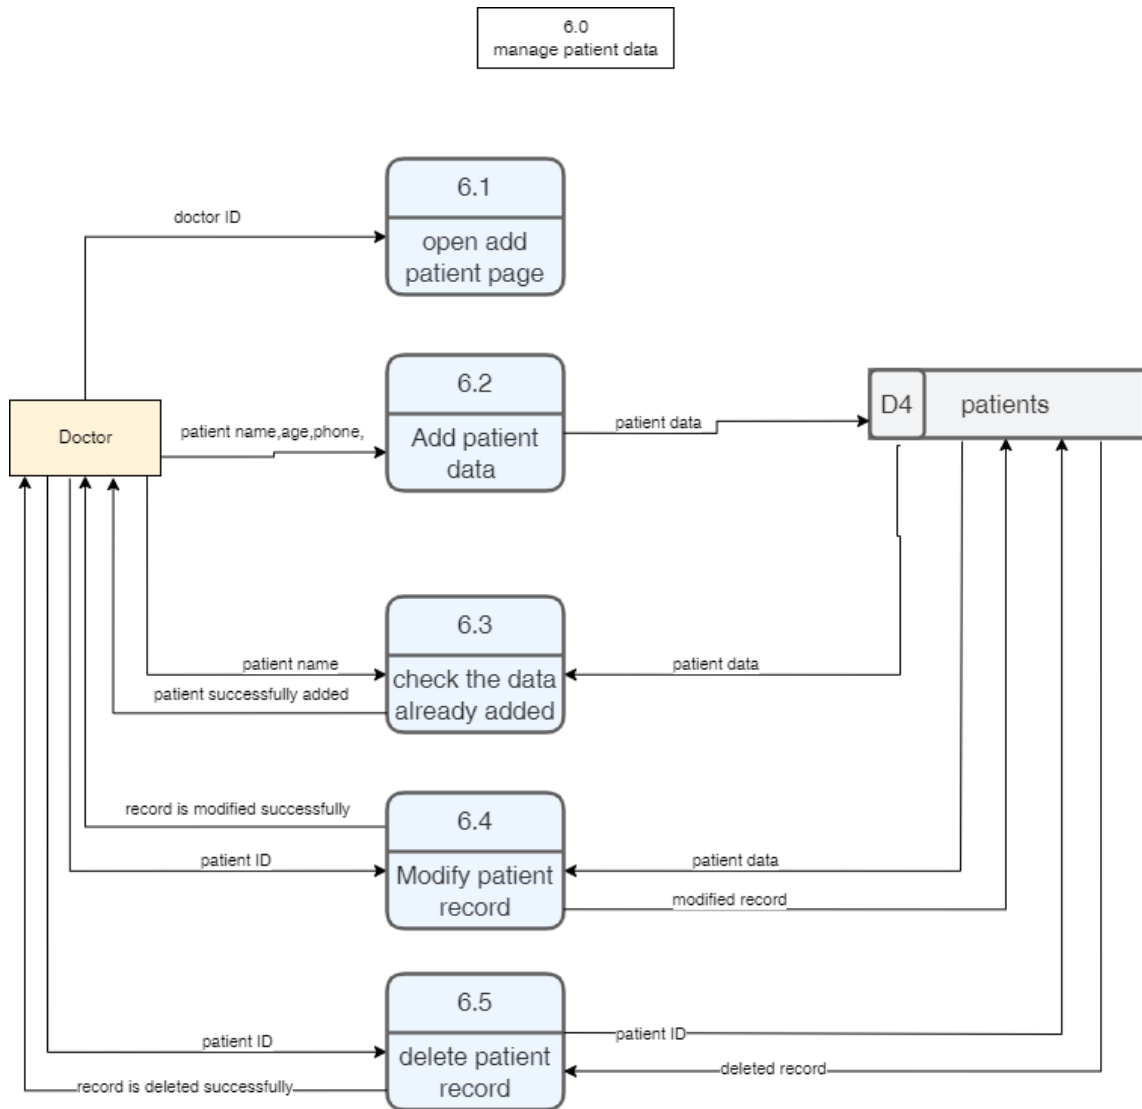 6.0
manage patient data
6.1
doctor ID
open add
patient page
6.2
D4
patients
patient name,age,phone,
patient data
Doctor
Add patient
data
6.3
patient name
patient data
check the data
already added
patient successfully added
record is modified successfully
6.4
patient ID
patient data
Modify patient
record
modified record
6.5
patient ID
patient ID
delete patient
record
deleted record
record is deleted successfully